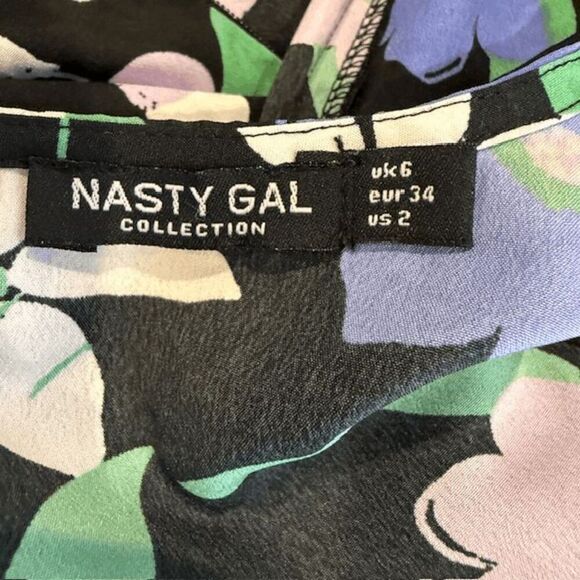 NASTY GAL
COLLECTION
uk 6
eur 34
us 2